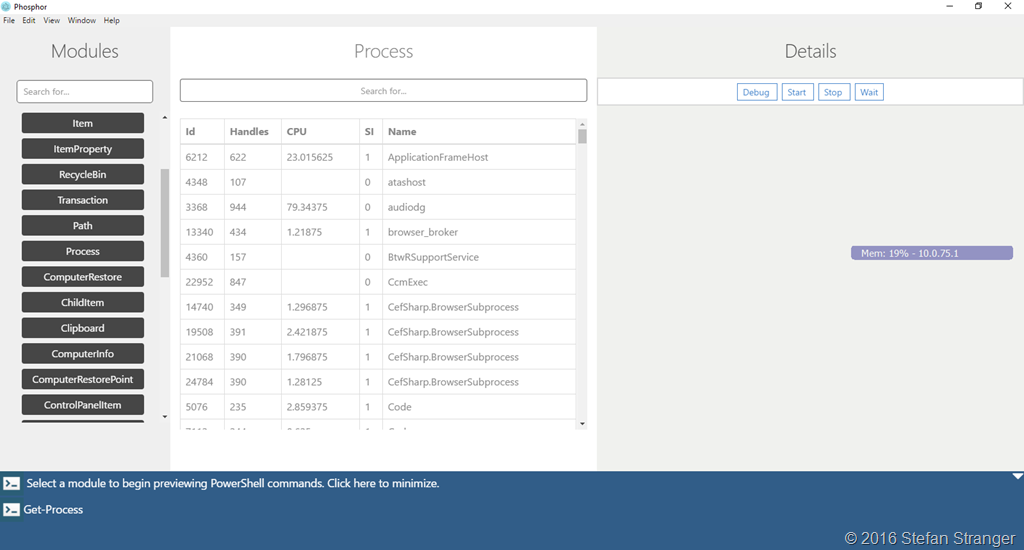 Phosphor
File Edit View Window Help
Modules
Search for...
Item
ItemProperty
RecycleBin
Transaction
Path
Process
ComputerRestore
ChildItem
Clipboard
ComputerInfo
ComputerRestorePoint
ControlPanelItem
Process
Search for...
Id Handles CPU SI Name
6212 622 23.015625 1 ApplicationFrameHost
4348 107 0 atashost
3368 944 79.34375 0 audiodg
13340 434 1.21875 1 browser_broker
4360 157 0 BtwRSupportService
22952 847 0 CcmExec
14740 349 1.296875 1 CefSharp.BrowserSubprocess
19508 391 2.421875 1 CefSharp.BrowserSubprocess
21068 390 1.796875 1 CefSharp.BrowserSubprocess
24784 390 1.28125 1 CefSharp.BrowserSubprocess
5076 235 2.859375 1 Code
Details
Debug Start Stop Wait
Mem: 19% - 10.0.75.1
Select a module to begin previewing PowerShell commands. Click here to minimize.
Get-Process
© 2016 Stefan Stranger